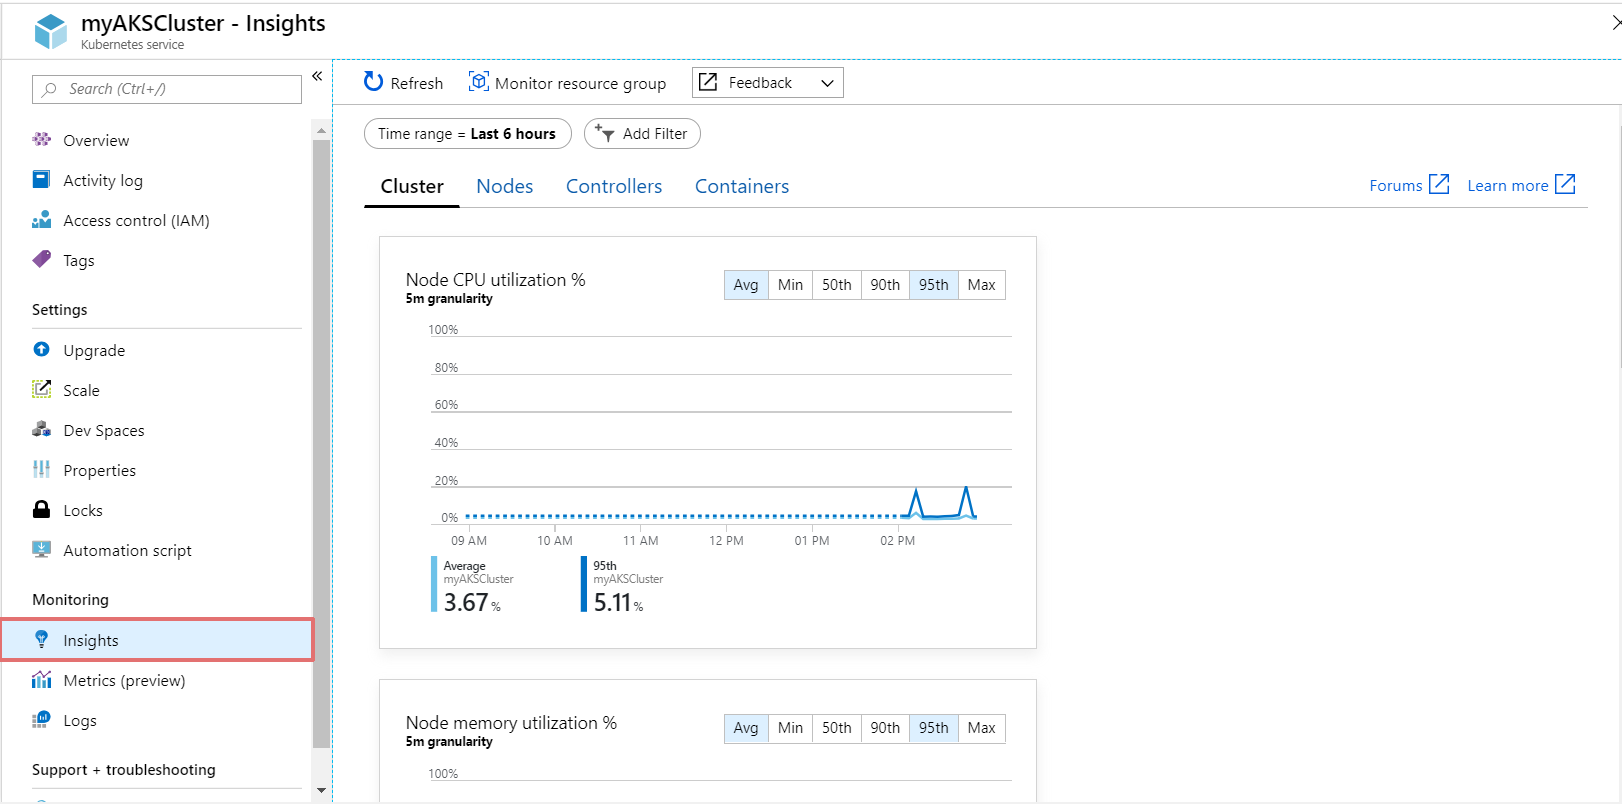 myAKSCluster - Insights
Kubernetes service
Search (Ctrl+/)
Overview
Activity log
Access control (IAM)
Tags
Settings
Upgrade
Scale
Dev Spaces
Properties
Locks
Automation script
Monitoring
Insights
Metrics (preview)
Logs
Support + troubleshooting
Refresh
Monitor resource group
Feedback
Time range = Last 6 hours
Add Filter
Cluster Nodes Controllers Containers
Forums Learn more
Node CPU utilization %
5m granularity
Avg Min 50th 90th 95th Max
100%
80%
60%
40%
20%
0%
09 AM 10 AM 11 AM 12 PM 01 PM 02 PM
Average
myAKSCluster
3.67 %
95th
myAKSCluster
5.11 %
Node memory utilization %
5m granularity
Avg Min 50th 90th 95th Max
100%